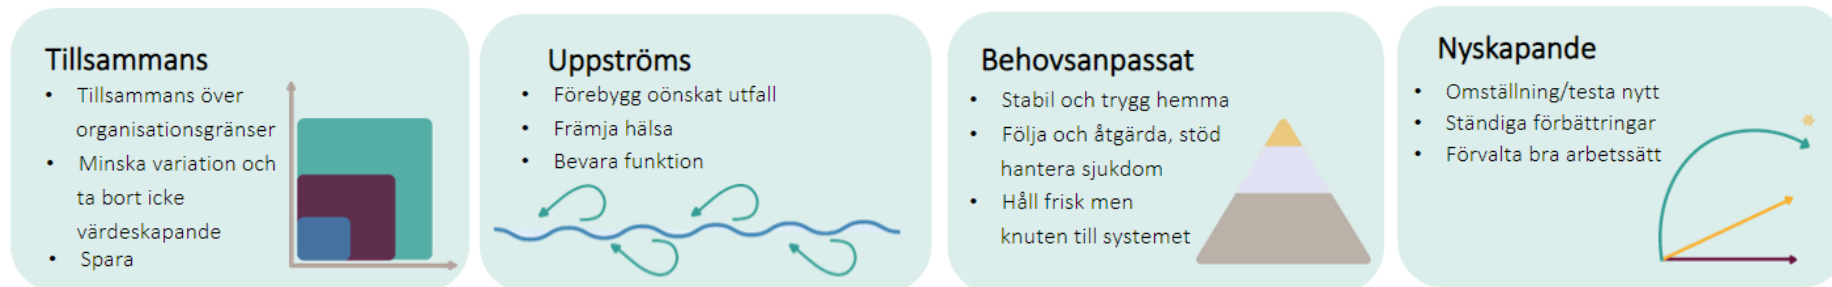 Tillsammans
• Tillsammans över
organisationsgränser
• Minska variation och
ta bort icke
värdeskapande
• Spara
Uppströms
• Förebygg oönskat utfall
• Främja hälsa
• Bevara funktion
Behovsanpassat
• Stabil och trygg hemma
• Följa och åtgärda, stöd
hantera sjukdom
• Håll frisk men
knuten till systemet
Nyskapande
• Omställning/testa nytt
• Ständiga förbättringar
• Förvalta bra arbetssätt